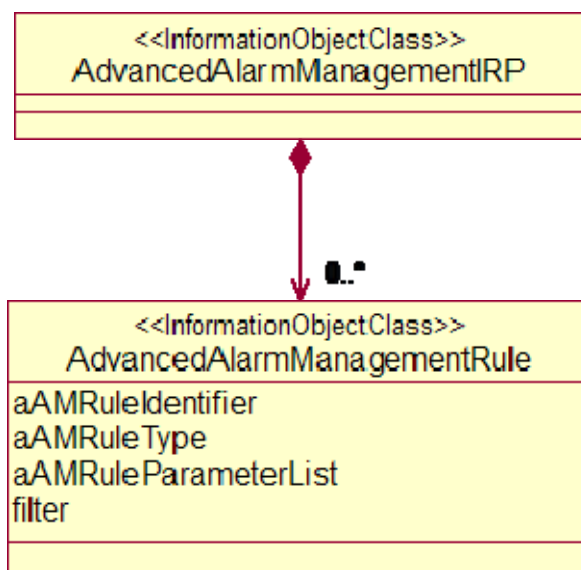 <<InformationObjectClass>>
AdvancedAlarmManagementIRP
0..*
<<InformationObjectClass>>
AdvancedAlarmManagementRule
aAMRuleIdentifier
aAMRuleType
aAMRuleParameterList
filter